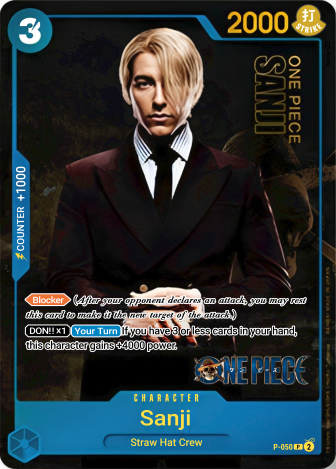 3
2000
打
STRIKE
ONE PIECE
SANJI
COUNTER +1000
Blocker (After your opponent declares an attack, you may rest
this card to make it the new target of the attack.)
DON!! x1 Your Turn If you have 3 or less cards in your hand,
this character gains +4000 power.
ONE PIECE
CHARACTER
Sanji
Straw Hat Crew
P-050 P 2